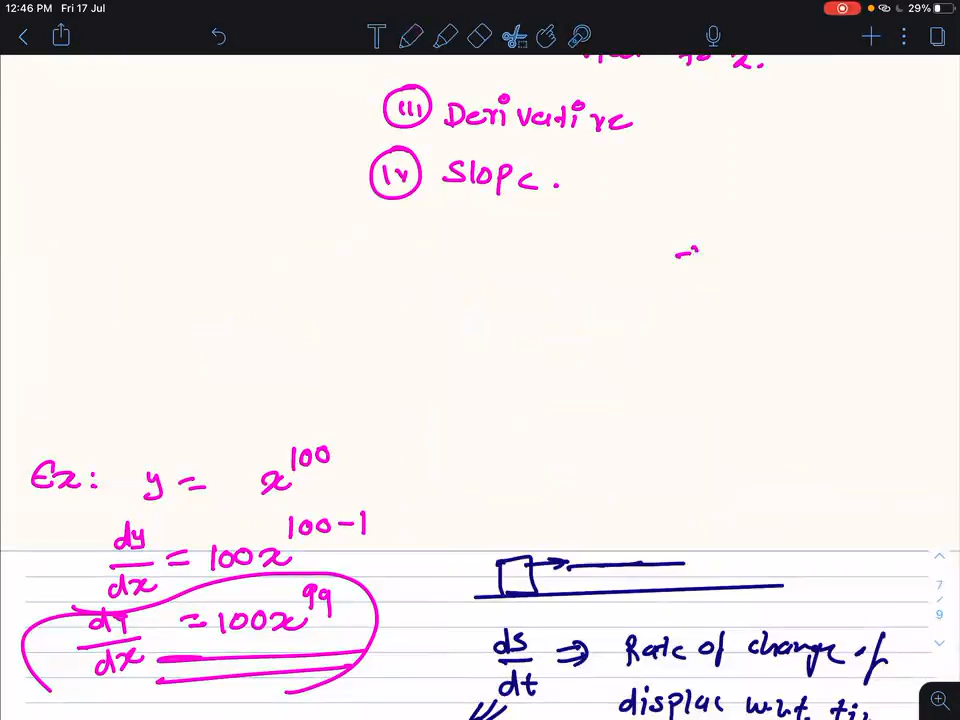 12:46 PM Fri 17 Jul
29%
(iii) Derivative
(iv) Slope.
Ex: y = x^100
dy/dx = 100x^100-1
dy/dx = 100x^99
7
/
9
ds/dt ⇒ Rate of change of
displac w.r.t.